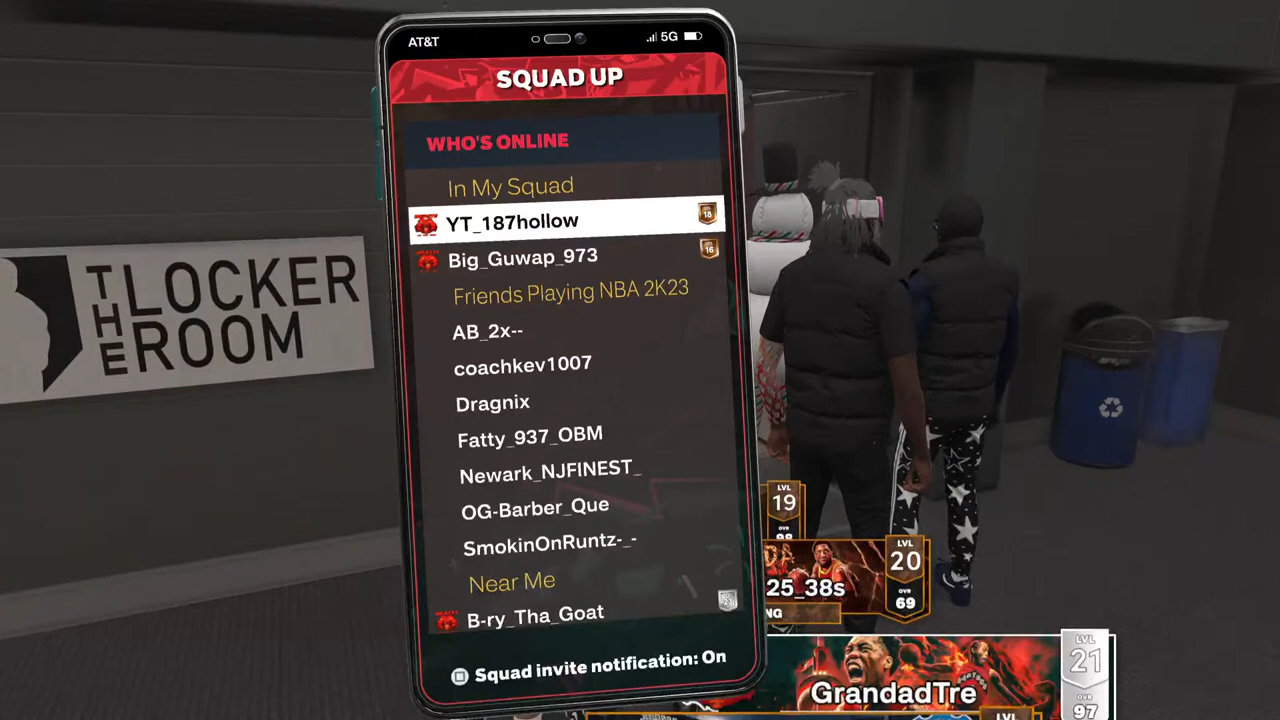 AT&T
5G
SQUAD UP
WHO'S ONLINE
In My Squad
YT_187hollow
18
Big_Guwap_973
16
Friends Playing NBA 2K23
AB_2x--
coachkev1007
Dragnix
Fatty_937_OBM
Newark_NJFINEST_
OG-Barber_Que
SmokinOnRuntz-_-
Near Me
B-ry_Tha_Goat
Squad invite notification: On
THE LOCKER
ROOM
LVL
19
LVL
20
25_38s
OVR
69
NG
LVL
21
GrandadTre
OVR
97
LVL